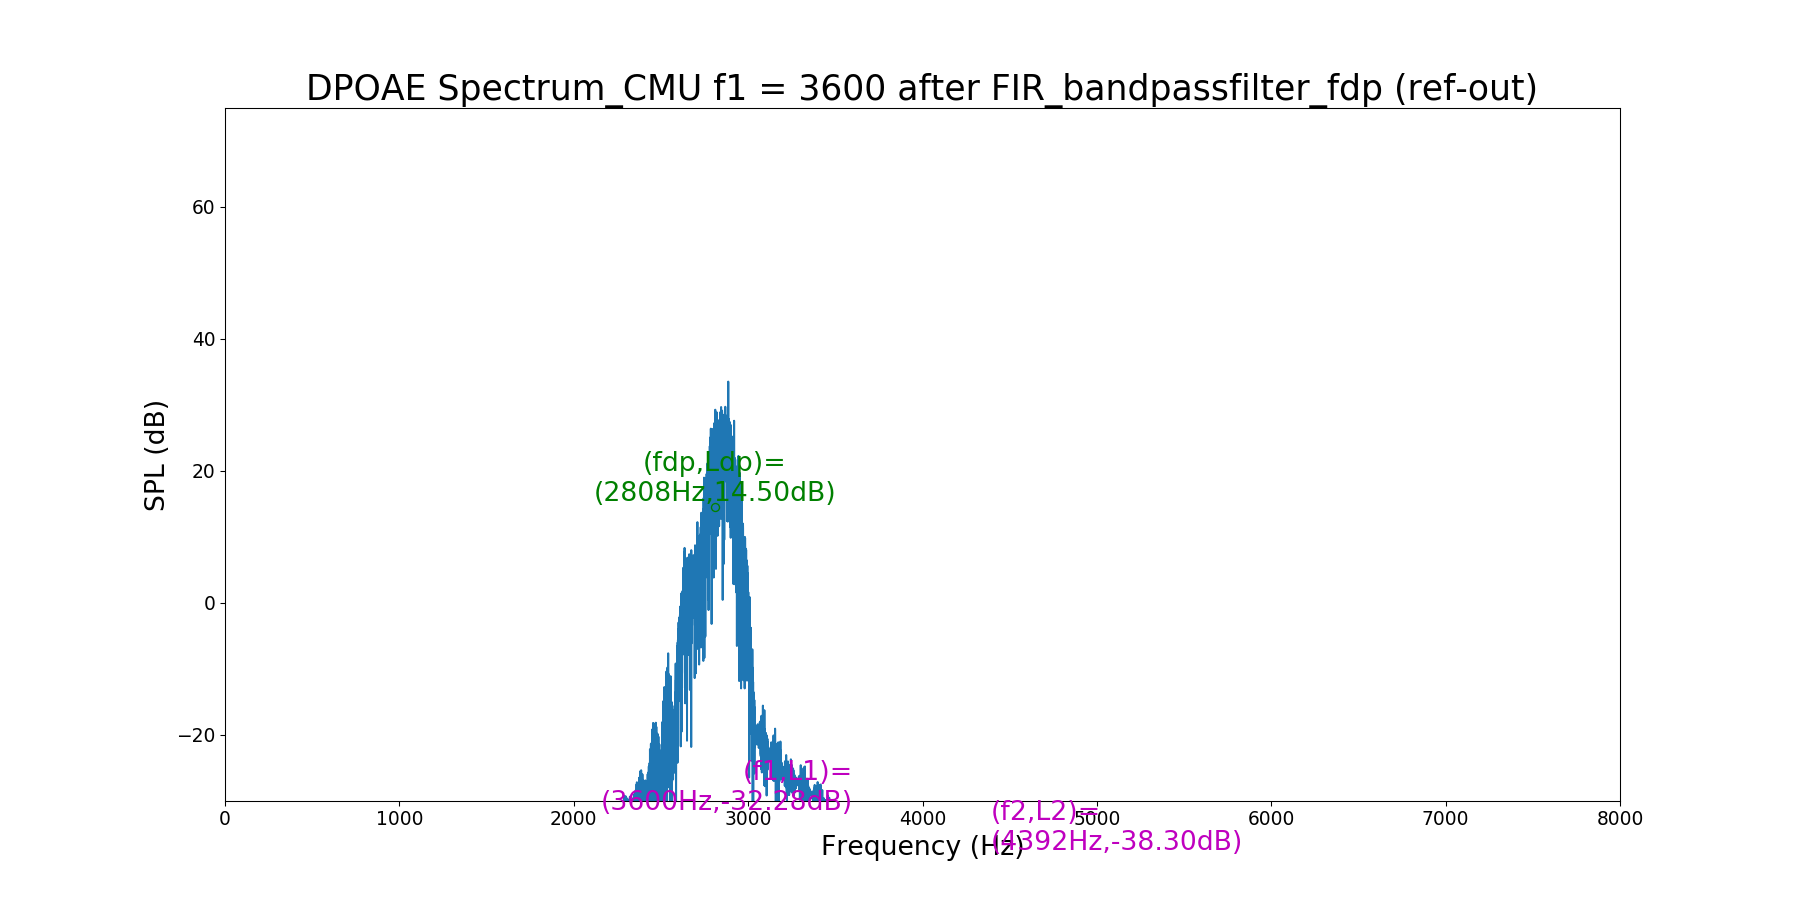 DPOAE Spectrum_CMU f1 = 3600 after FIR_bandpassfilter_fdp (ref-out)
60
40
20
0
−20
SPL (dB)
(fdp,Ldp)=
(2808Hz,14.50dB)
(f1,L1)=
(3600Hz,-32.28dB)
(f2,L2)=
(4392Hz,-38.30dB)
0 1000 2000 3000 4000 5000 6000 7000 8000
Frequency (Hz)